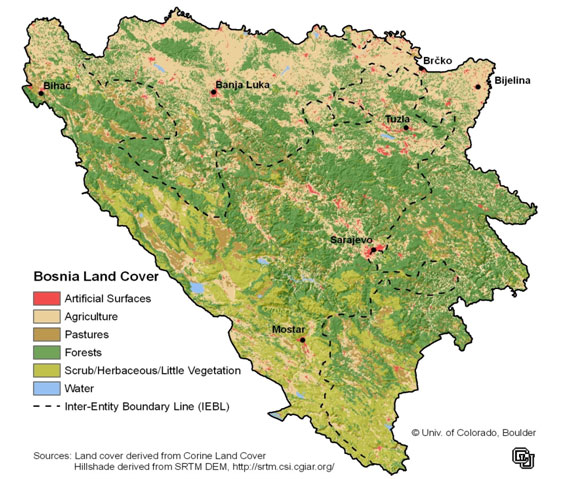 Brčko
Bihać
Banja Luka
Bijelina
Tuzla
Sarajevo
Mostar
Bosnia Land Cover
Artificial Surfaces
Agriculture
Pastures
Forests
Scrub/Herbaceous/Little Vegetation
Water
Inter-Entity Boundary Line (IEBL)
© Univ. of Colorado, Boulder
Sources: Land cover derived from Corine Land Cover
Hillshade derived from SRTM DEM, http://srtm.csi.cgiar.org/
CU